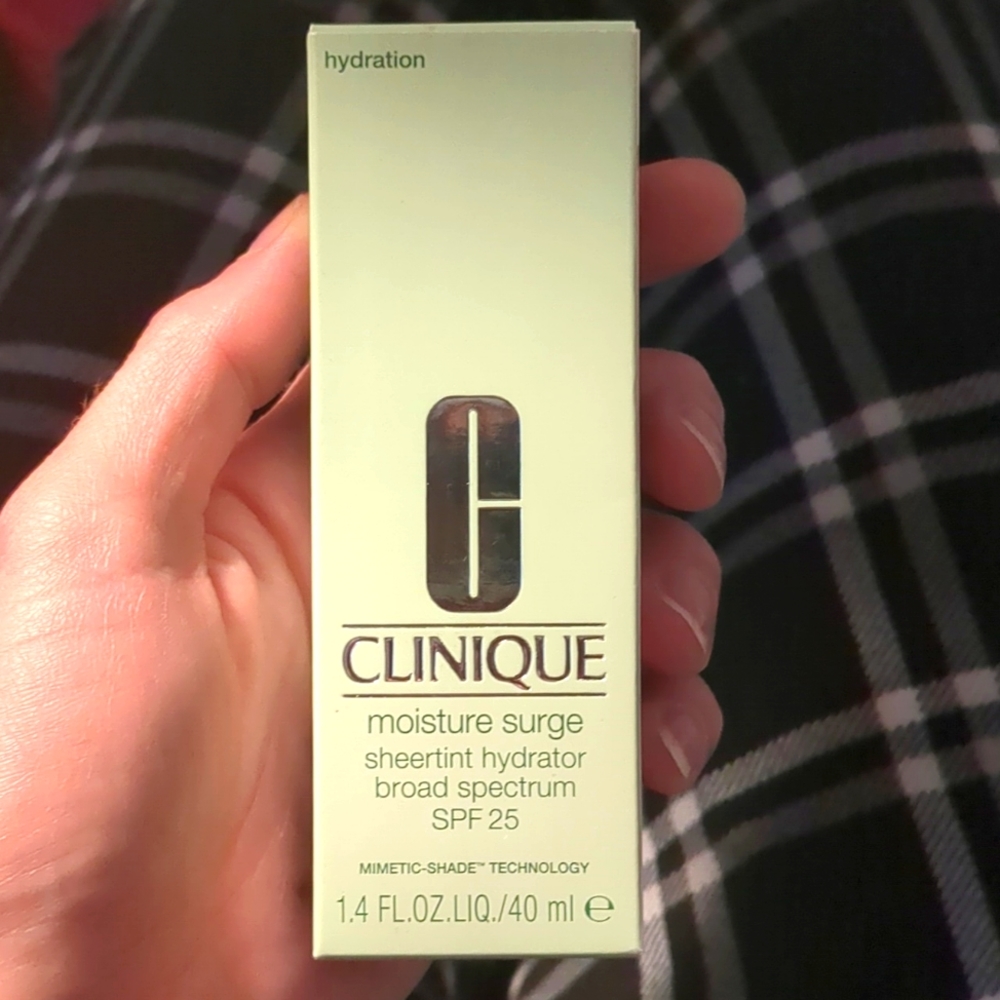 hydration
C
CLINIQUE
moisture surge
sheertint hydrator
broad spectrum
SPF 25
MIMETIC-SHADE™ TECHNOLOGY
1.4 FL.OZ.LIQ./40 ml ℮